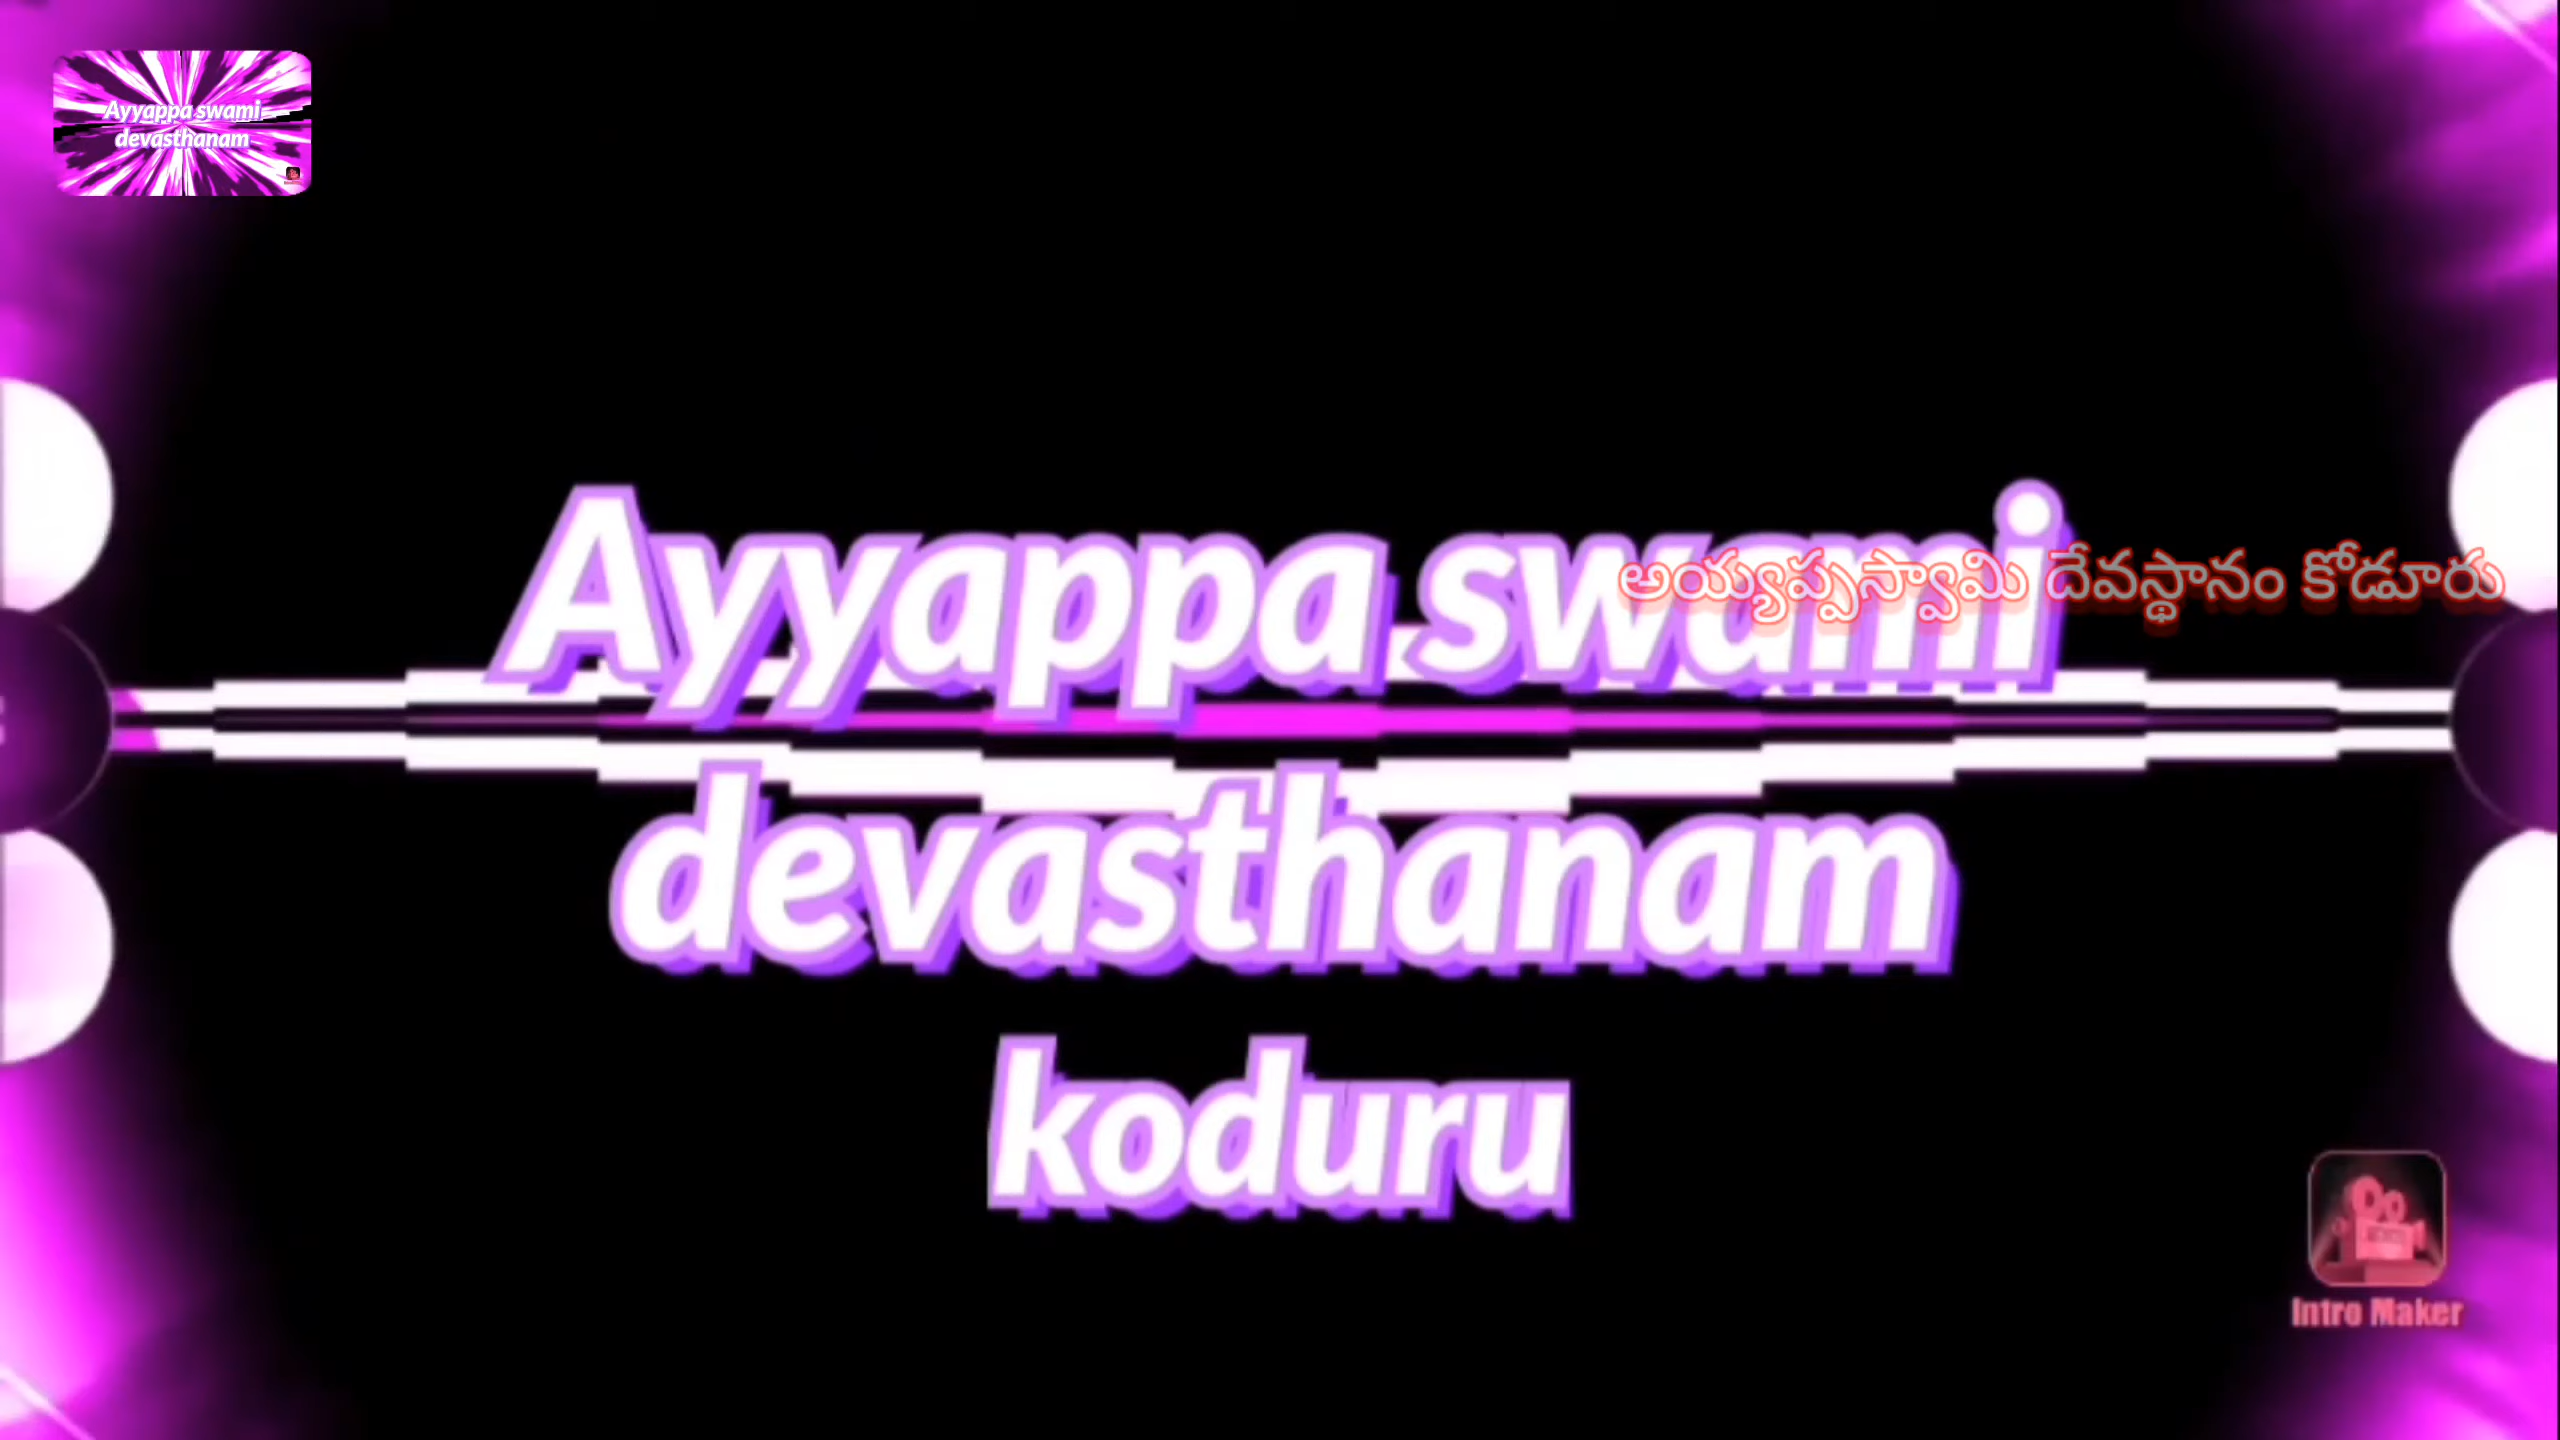 Ayyappa swami
devasthanam
Ayyappa swami
అయ్యప్పస్వామి దేవస్థానం కోడూరు
devasthanam
koduru
Intro Maker